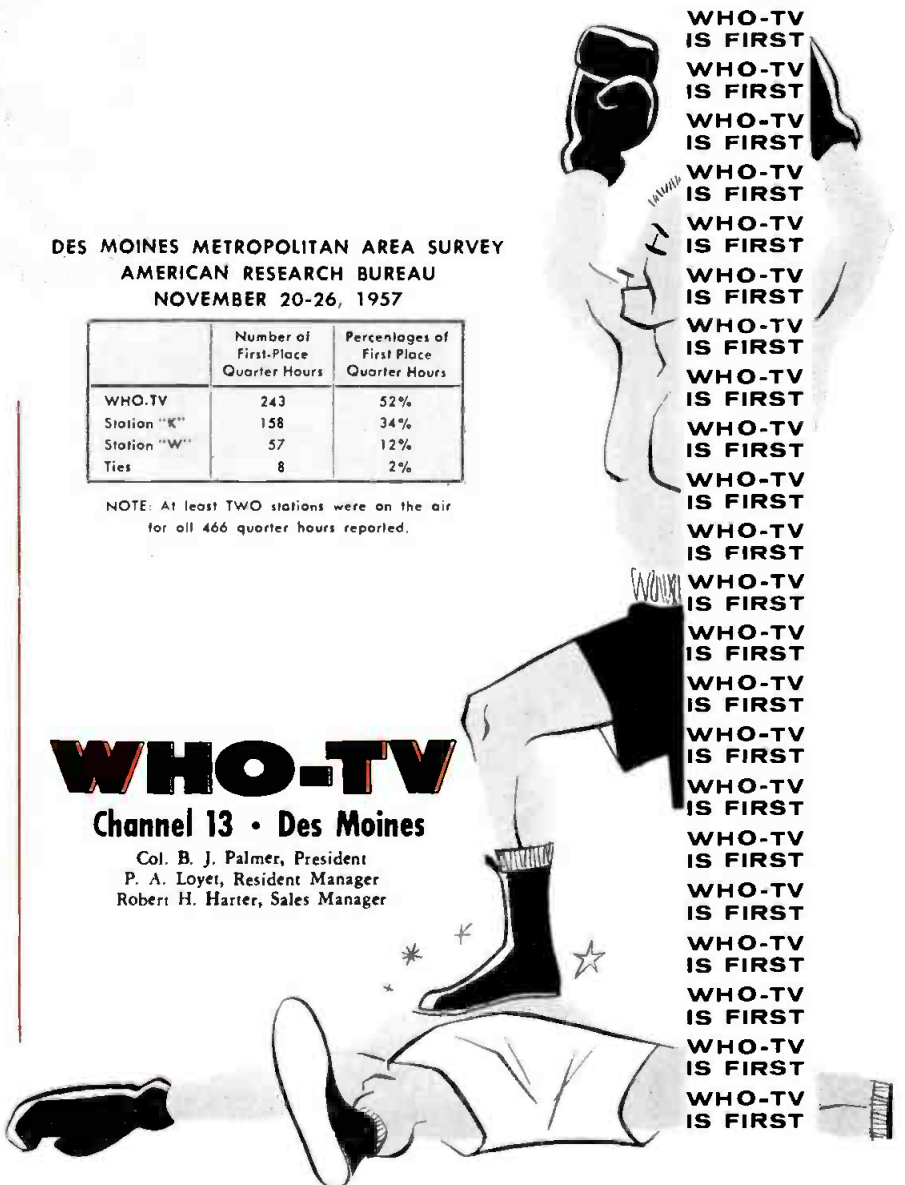 DES MOINES METROPOLITAN AREA SURVEY
AMERICAN RESEARCH BUREAU
NOVEMBER 20-26, 1957
Number of First-Place Quarter Hours
Percentages of First Place Quarter Hours
WHO-TV 243 52%
Station "K" 158 34%
Station "W" 57 12%
Ties 8 2%
NOTE: At least TWO stations were on the air
for all 466 quarter hours reported.
WHO-TV
Channel 13 • Des Moines
Col. B. J. Palmer, President
P. A. Loyet, Resident Manager
Robert H. Harter, Sales Manager
WHO-TV
IS FIRST
WHO-TV
IS FIRST
WHO-TV
IS FIRST
WHO-TV
IS FIRST
WHO-TV
IS FIRST
WHO-TV
IS FIRST
WHO-TV
IS FIRST
WHO-TV
IS FIRST
WHO-TV
IS FIRST
WHO-TV
IS FIRST
WHO-TV
IS FIRST
WHO-TV
IS FIRST
WHO-TV
IS FIRST
WHO-TV
IS FIRST
WHO-TV
IS FIRST
WHO-TV
IS FIRST
WHO-TV
IS FIRST
WHO-TV
IS FIRST
WHO-TV
IS FIRST
WHO-TV
IS FIRST
WHO-TV
IS FIRST
WHO-TV
IS FIRST